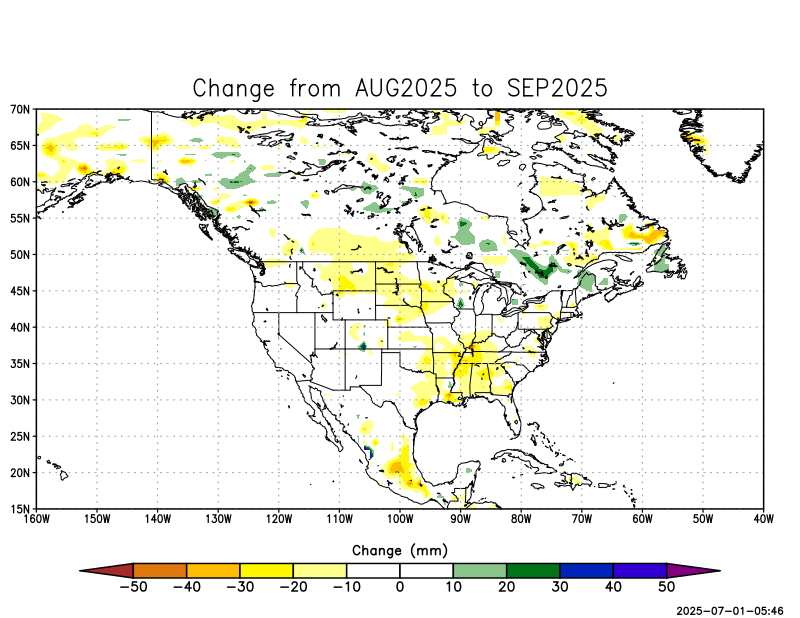 Change from AUG2025 to SEP2025
70N
65N
60N
55N
50N
45N
40N
35N
30N
25N
20N
15N
160W 150W 140W 130W 120W 110W 100W 90W 80W 70W 60W 50W 40W
Change (mm)
−50 −40 −30 −20 −10 0 10 20 30 40 50
2025-07-01-05:46